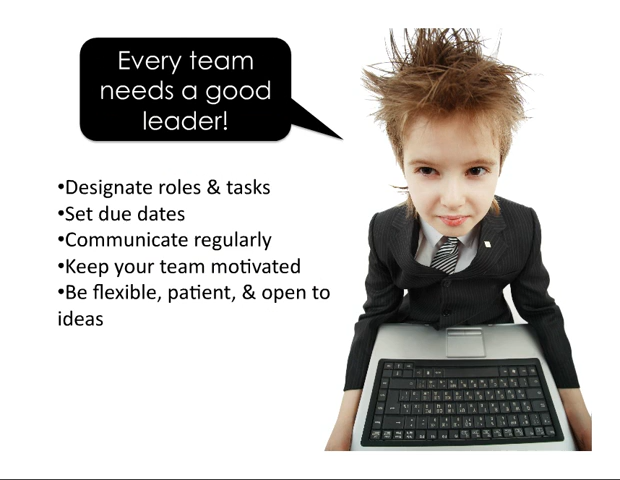 Every team
needs a good
leader!
•Designate roles & tasks
•Set due dates
•Communicate regularly
•Keep your team motivated
•Be flexible, patient, & open to
ideas